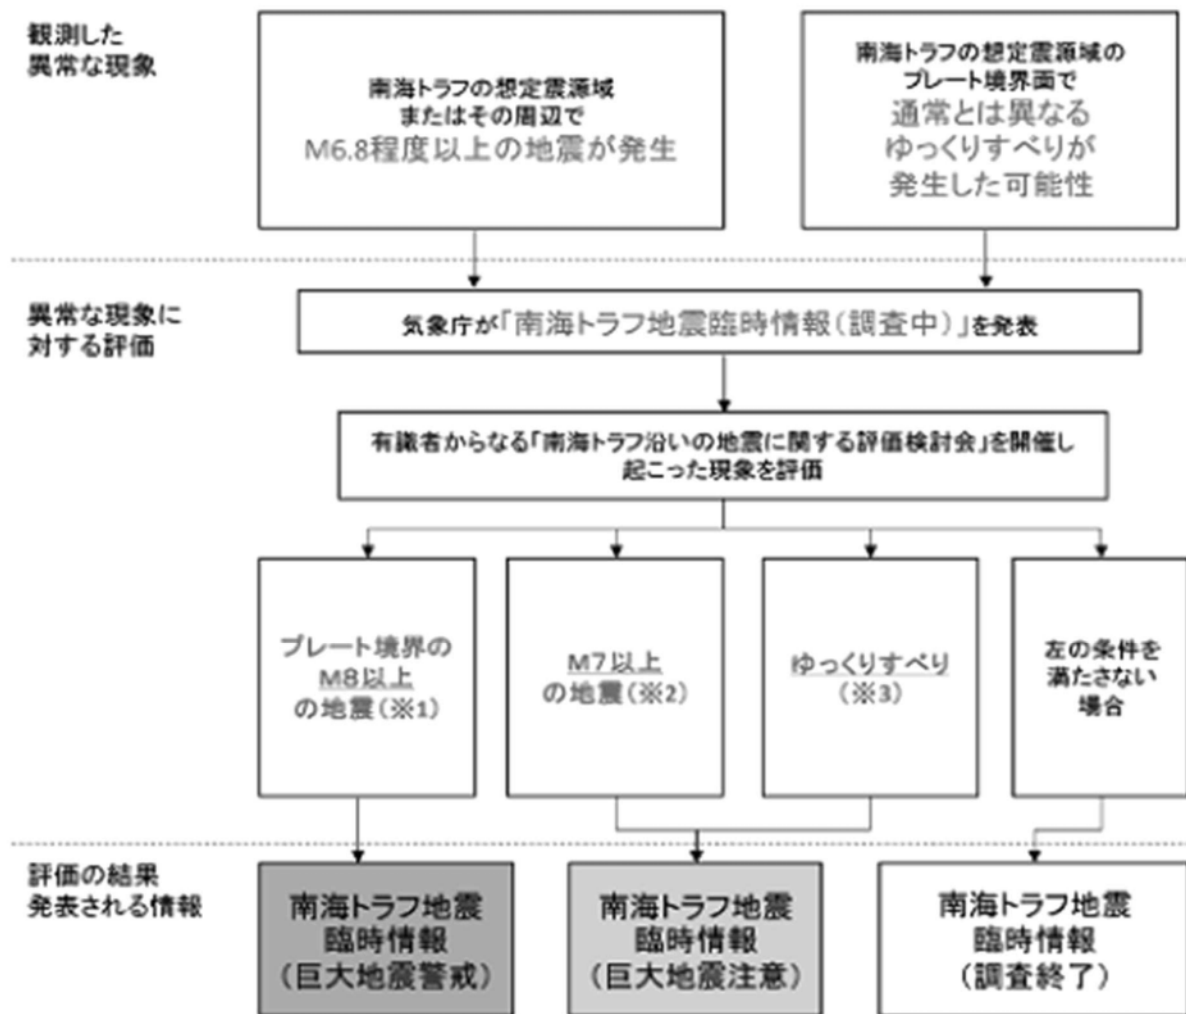 観測した
異常な現象
南海トラフの想定震源域
またはその周辺で
M6.8程度以上の地震が発生
南海トラフの想定震源域の
プレート境界面で
通常とは異なる
ゆっくりすべりが
発生した可能性
異常な現象に
対する評価
気象庁が「南海トラフ地震臨時情報（調査中）」を発表
有識者からなる「南海トラフ沿いの地震に関する評価検討会」を開催し
起こった現象を評価
プレート境界の
M8以上
の地震（※1）
M7以上
の地震（※2）
ゆっくりすべり
（※3）
左の条件を
満たさない
場合
評価の結果
発表される情報
南海トラフ地震
臨時情報
（巨大地震警戒）
南海トラフ地震
臨時情報
（巨大地震注意）
南海トラフ地震
臨時情報
（調査終了）